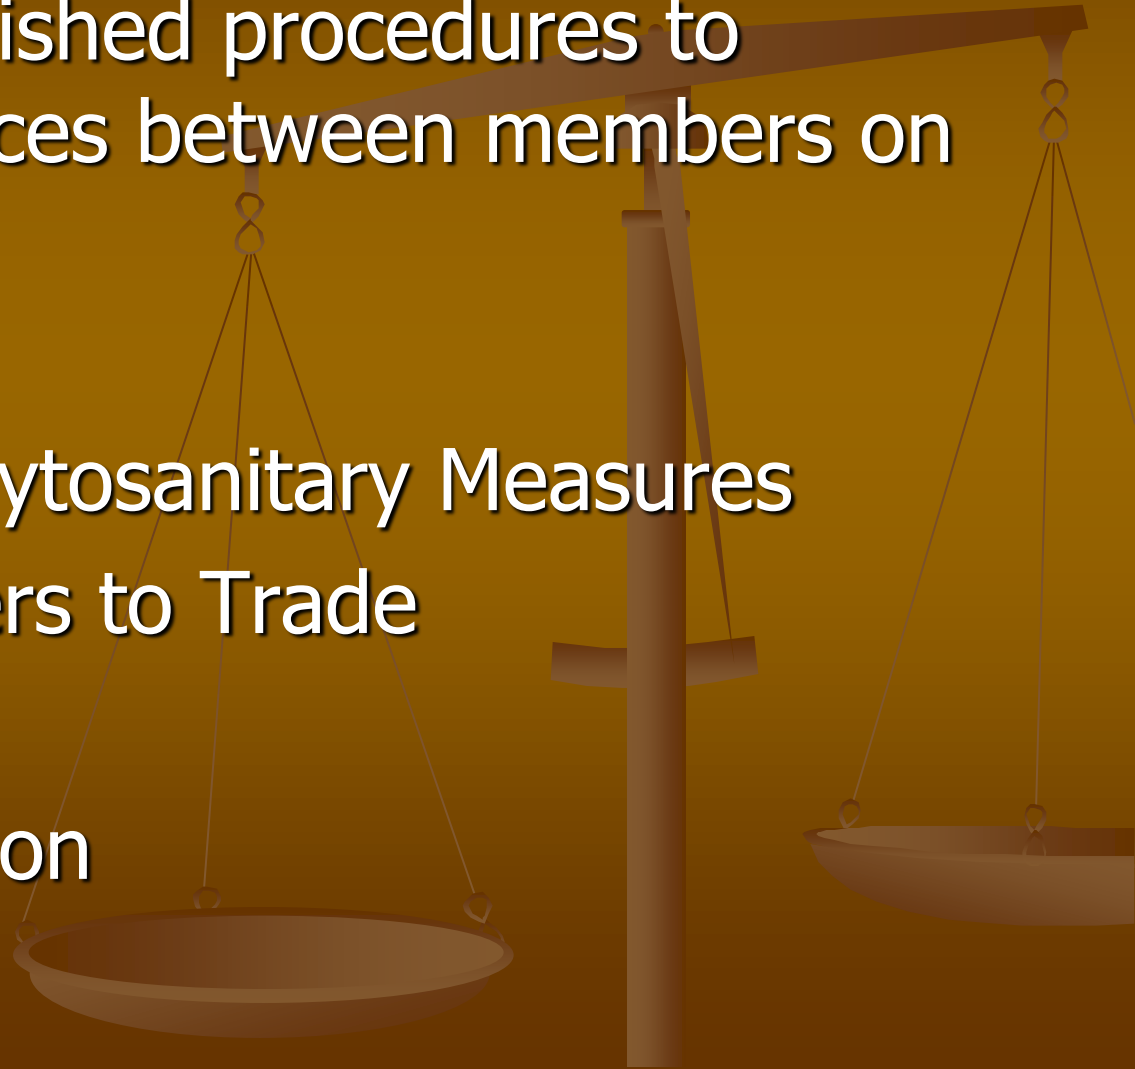 ished procedures to
ces between members on
ytosanitary Measures
ers to Trade
on